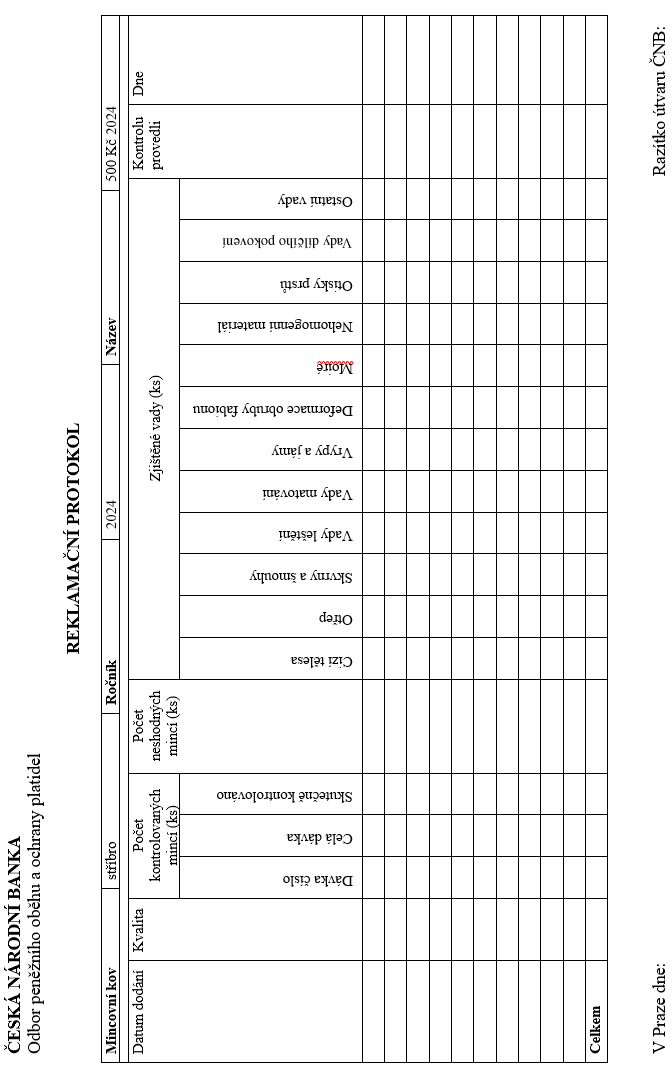 ČESKÁ NÁRODNÍ BANKA
Odbor peněžního oběhu a ochrany platidel
REKLAMAČNÍ PROTOKOL
Mincovní kov stříbro Ročník 2024 Název 500 Kč 2024
Datum dodání
Kvalita
Počet
kontrolovaných
mincí (ks)
Dávka číslo
Celá dávka
Skutečně kontrolováno
Počet
neshodných
mincí (ks)
Zjištěné vady (ks)
Cizí tělesa
Otřep
Skvrny a šmouhy
Vady leštění
Vady matování
Vrypy a jámy
Deformace obruby fabionu
Moiré
Nehomogenní materiál
Otisky prstů
Vady dílčího pokovení
Ostatní vady
Kontrolu
provedli
Dne
Celkem
V Praze dne: Razítko útvaru ČNB: